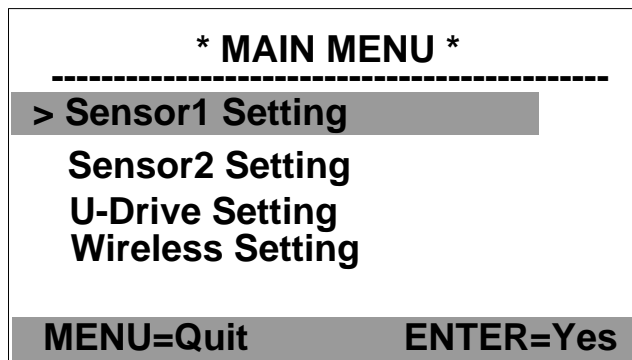 * MAIN MENU *
---------------------------------------------
> Sensor1 Setting
Sensor2 Setting
U-Drive Setting
Wireless Setting
MENU=Quit ENTER=Yes